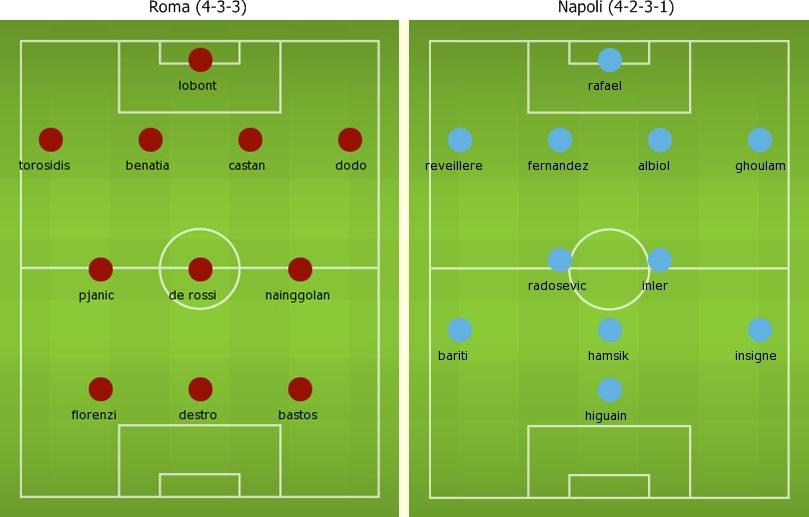 Roma (4-3-3)
lobont
torosidis benatia castan dodo
pjanic de rossi nainggolan
florenzi destro bastos
Napoli (4-2-3-1)
rafael
reveillere fernandez albiol ghoulam
radosevic inler
bariti hamsik insigne
higuain